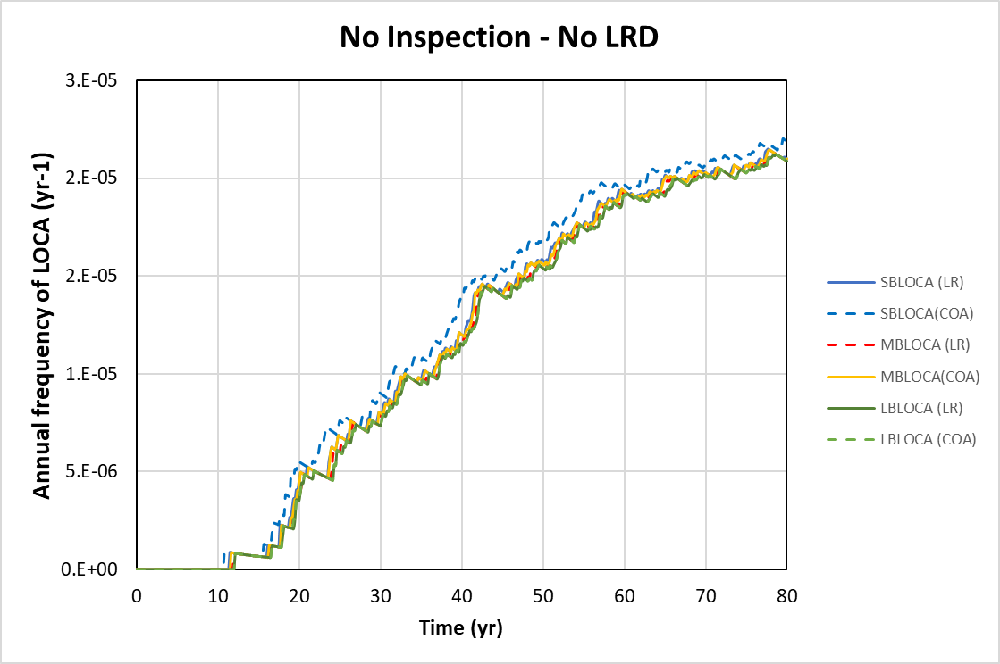 No Inspection - No LRD
Annual frequency of LOCA (yr-1)
3.E-05
2.E-05
2.E-05
1.E-05
5.E-06
0.E+00
0 10 20 30 40 50 60 70 80
Time (yr)
SBLOCA (LR)
SBLOCA(COA)
MBLOCA (LR)
MBLOCA(COA)
LBLOCA (LR)
LBLOCA (COA)